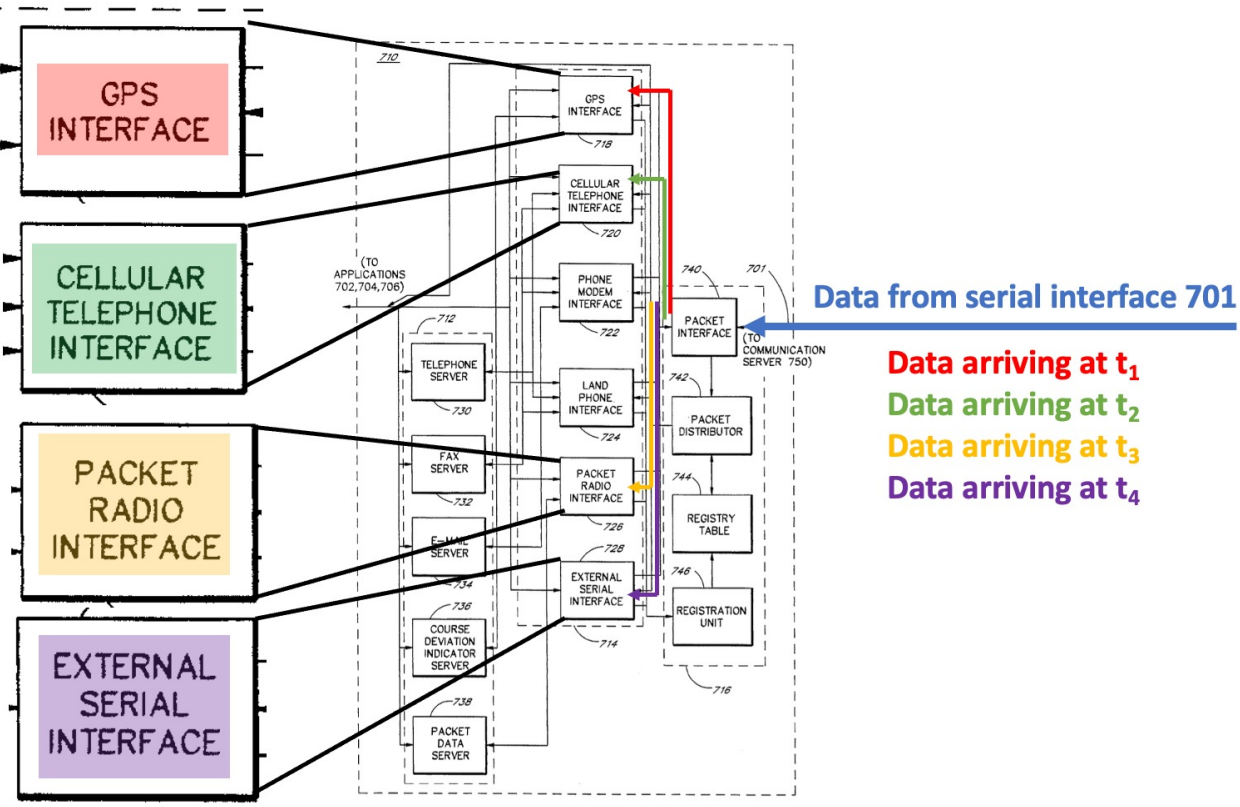 GPS
INTERFACE
CELLULAR
TELEPHONE
INTERFACE
PACKET
RADIO
INTERFACE
EXTERNAL
SERIAL
INTERFACE
710
GPS
INTERFACE
718
CELLULAR
TELEPHONE
INTERFACE
720
(TO
APPLICATIONS
702,704,706)
PHONE
MODEM
INTERFACE
722
712
TELEPHONE
SERVER
730
LAND
PHONE
INTERFACE
724
FAX
SERVER
732
PACKET
RADIO
INTERFACE
726
E-MAIL
SERVER
734
728
EXTERNAL
SERIAL
INTERFACE
714
736
COURSE
DEVIATION
INDICATOR
SERVER
738
PACKET
DATA
SERVER
740
701
PACKET
INTERFACE
(TO
COMMUNICATION
SERVER 750)
742
PACKET
DISTRIBUTOR
744
REGISTRY
TABLE
746
REGISTRATION
UNIT
716
Data from serial interface 701
Data arriving at t₁
Data arriving at t₂
Data arriving at t₃
Data arriving at t₄